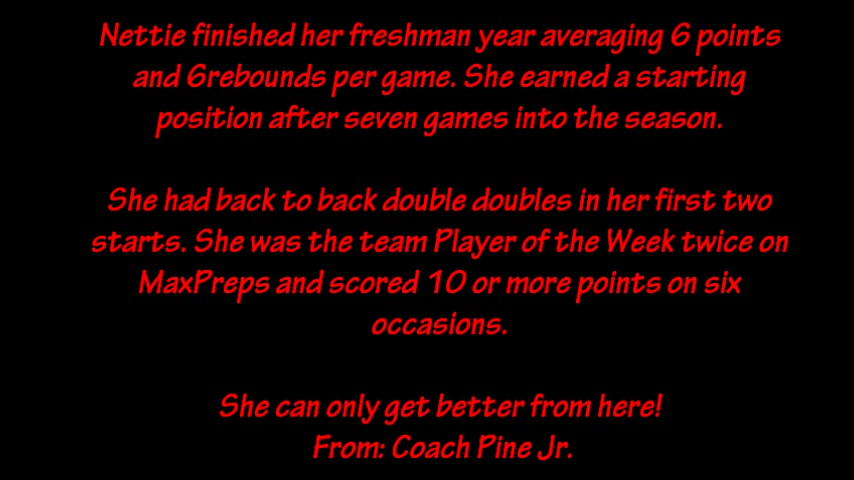 Nettie finished her freshman year averaging 6 points
and 6rebounds per game. She earned a starting
position after seven games into the season.
She had back to back double doubles in her first two
starts. She was the team Player of the Week twice on
MaxPreps and scored 10 or more points on six
occasions.
She can only get better from here!
From: Coach Pine Jr.